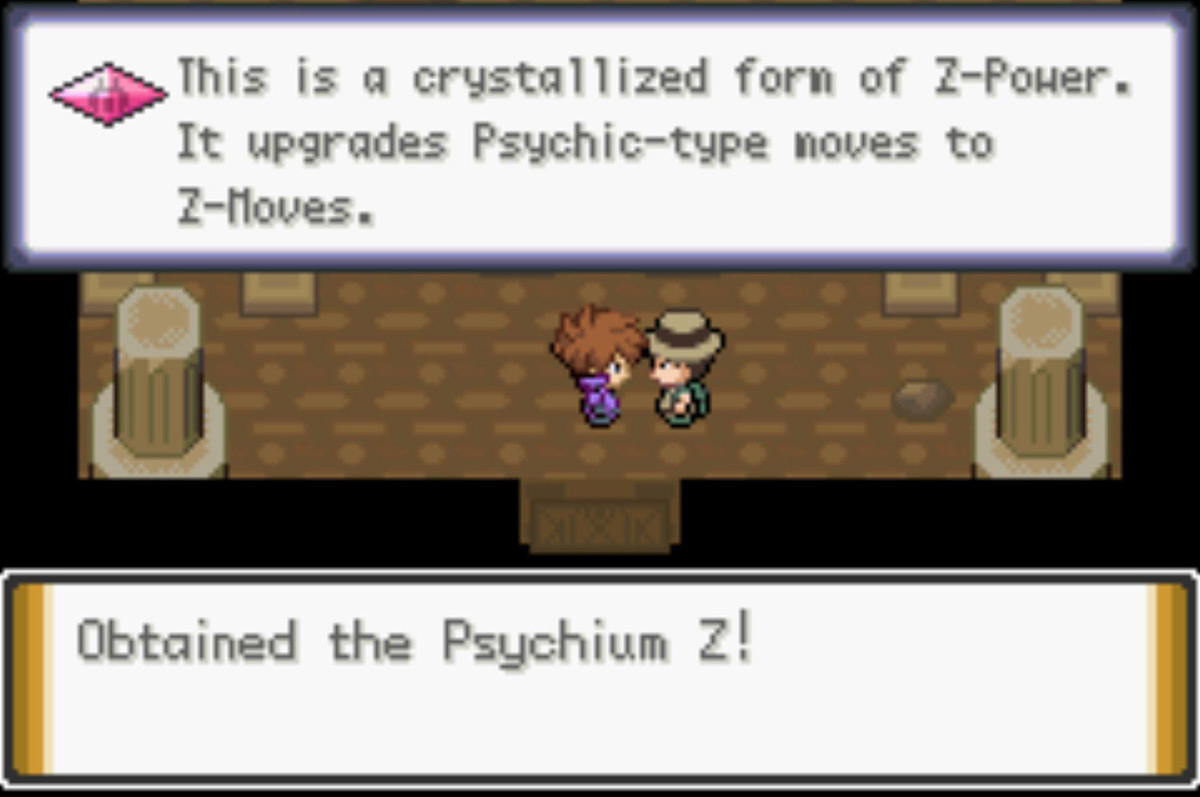 This is a crystallized form of Z-Power.
It upgrades Psychic-type moves to
Z-Moves.
Obtained the Psychium Z!